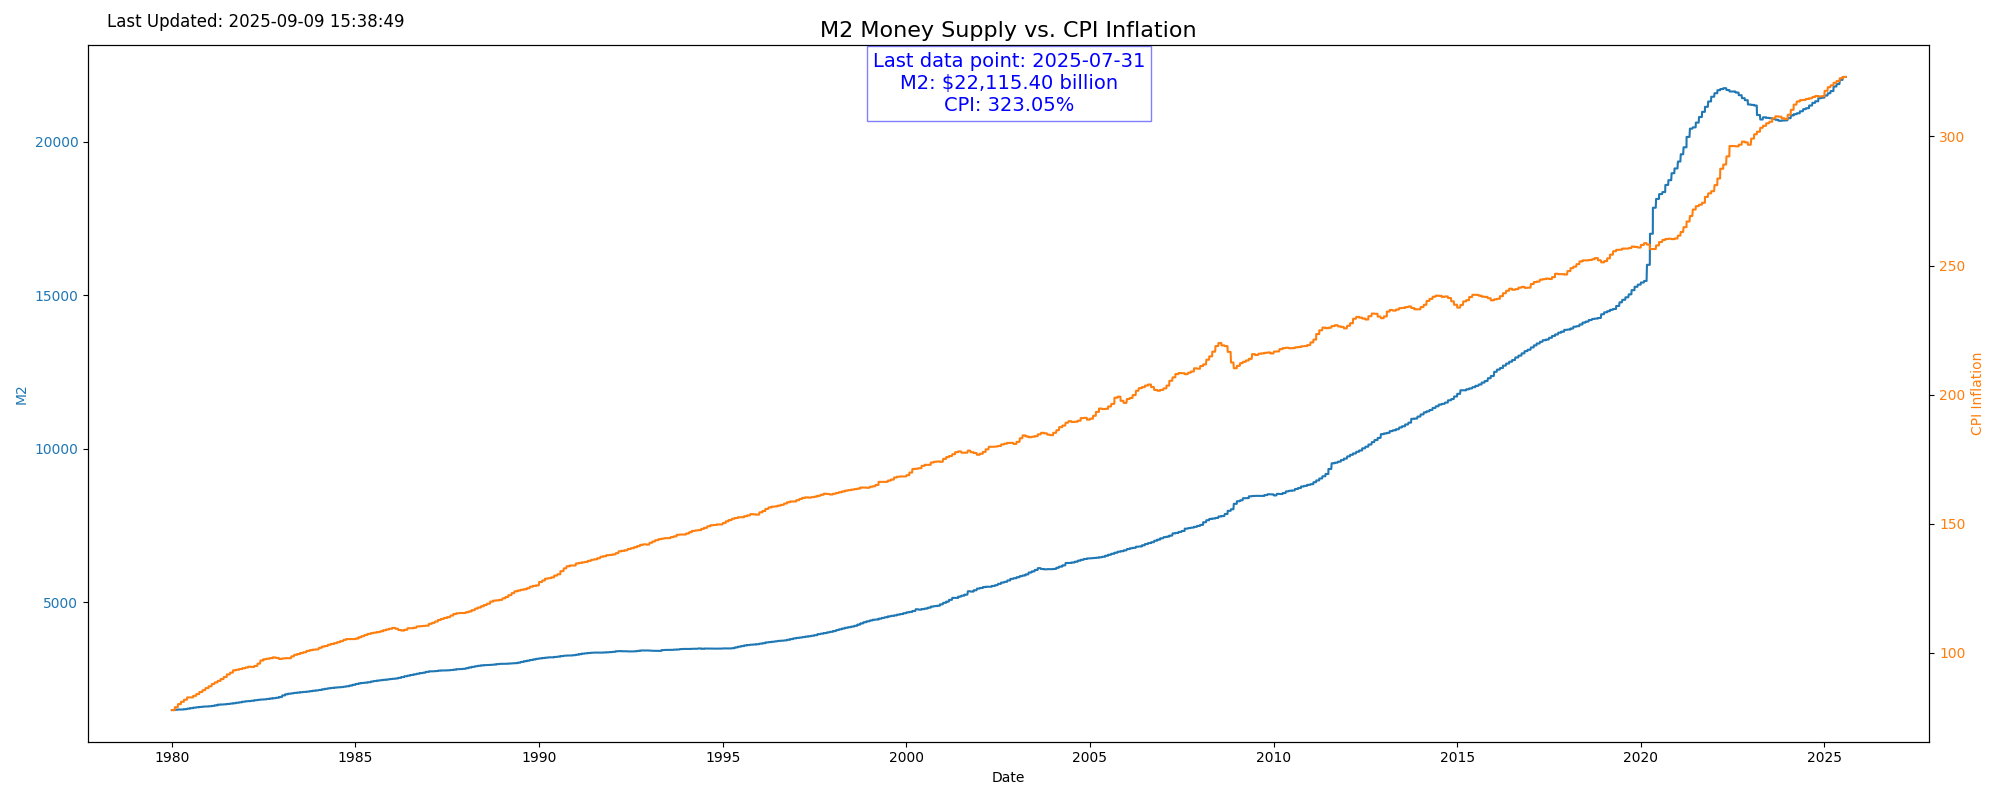 Last Updated: 2025-09-09 15:38:49
M2 Money Supply vs. CPI Inflation
Last data point: 2025-07-31
M2: $22,115.40 billion
CPI: 323.05%
20000
15000
10000
5000
M2
300
250
200
150
100
CPI Inflation
1980 1985 1990 1995 2000 2005 2010 2015 2020 2025
Date